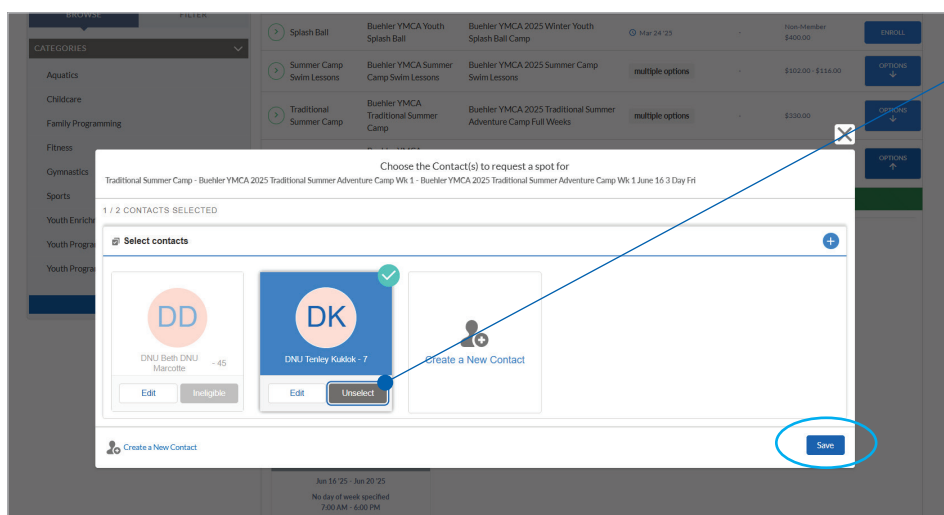 BROWSE FILTER
CATEGORIES
Aquatics
Childcare
Family Programming
Fitness
Gymnastics
Sports
Youth Enrich
Youth Progra
Youth Progra
Splash Ball
Buehler YMCA Youth
Splash Ball
Buehler YMCA 2025 Winter Youth
Splash Ball Camp
Mar 24 '25
-
Non-Member
$400.00
ENROLL
Summer Camp
Swim Lessons
Buehler YMCA Summer
Camp Swim Lessons
Buehler YMCA 2025 Summer Camp
Swim Lessons
multiple options
-
$102.00 - $116.00
OPTIONS
Traditional
Summer Camp
Buehler YMCA
Traditional Summer
Camp
Buehler YMCA 2025 Traditional Summer
Adventure Camp Full Weeks
multiple options
-
$330.00
OPTIONS
OPTIONS
Choose the Contact(s) to request a spot for
Traditional Summer Camp - Buehler YMCA 2025 Traditional Summer Adventure Camp Wk 1 - Buehler YMCA 2025 Traditional Summer Adventure Camp Wk 1 June 16 3 Day Fri
1 / 2 CONTACTS SELECTED
Select contacts
DD
DNU Beth DNU
Marcotte
- 45
Edit
Ineligible
DK
DNU Tenley Kuklok - 7
Edit
Unselect
Create a New Contact
Create a New Contact
Save
Jun 16 '25 - Jun 20 '25
No day of week specified
7:00 AM - 6:00 PM